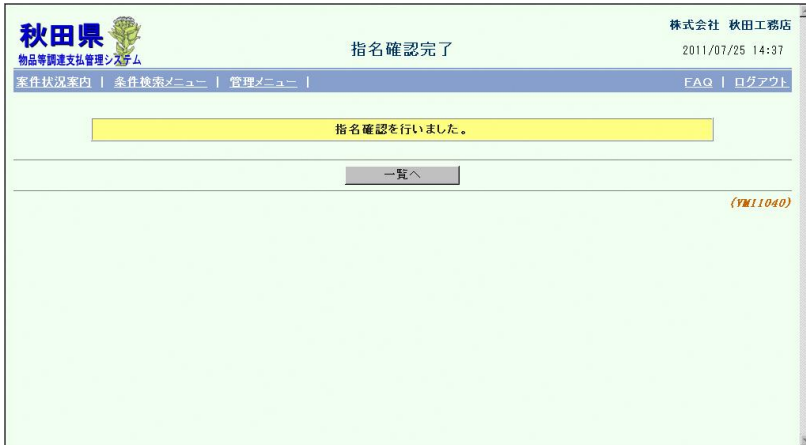 株式会社 秋田工務店
秋田県
物品等調達支払管理システム
指名確認完了
2011/07/25 14:37
案件状況案内 | 条件検索メニュー | 管理メニュー |
FAQ | ログアウト
指名確認を行いました。
一覧へ
(YM11040)